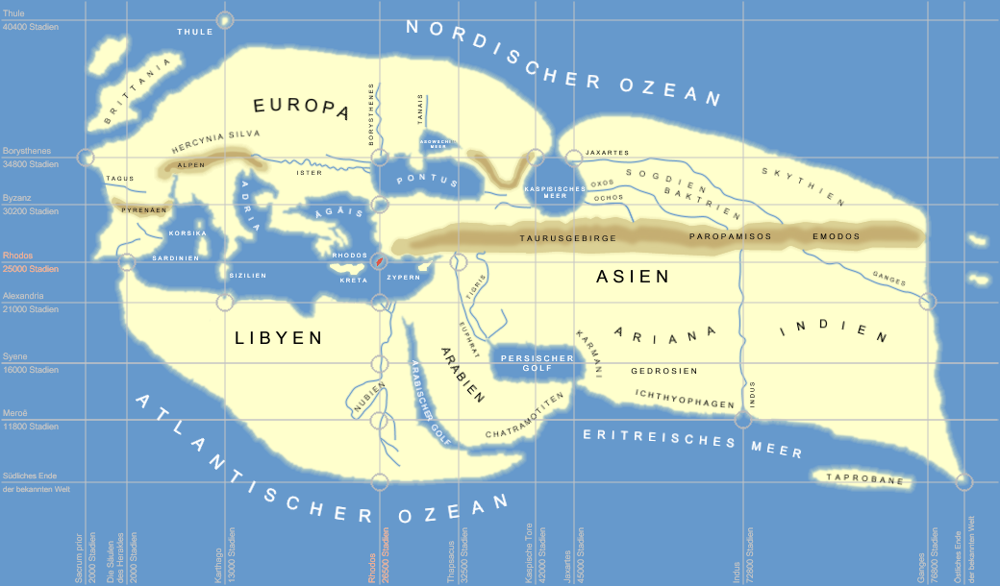 Thule
40400 Stadien
THULE
NORDISCHER OZEAN
BRITTANIA
EUROPA
BORYSTHENES
TANAIS
ASOWSCHES
MEER
HERCYNIA SILVA
Borysthenes
34800 Stadien
ALPEN
ISTER
JAXARTES
TAGUS
PONTUS
OXOS
SOGDIEN
SKYTHIEN
KASPISCHES
MEER
OCHOS
BAKTRIEN
Byzanz
30200 Stadien
PYRENAEN
ADRIA
ÄGÄIS
KORSIKA
TAURUSGEBIRGE
PAROPAMISOS
EMODOS
Rhodos
25000 Stadien
SARDINIEN
RHODOS
SIZILIEN
KRETA
ZYPERN
ASIEN
TIGRIS
GANGES
Alexandria
21000 Stadien
LIBYEN
EUPHRAT
ARIANA
INDIEN
KARMANI
Syene
16000 Stadien
ARABIEN
PERSISCHER
GOLF
GEDROSIEN
ARABISCHER GOLF
NUBIEN
ICHTHYOPHAGEN
INDUS
CHATRAMOTITEN
Meroë
11800 Stadien
ATLANTISCHER OZEAN
ERITREISCHES MEER
TAPROBANE
Südliches Ende
der bekannten Welt
Sacrum prior
2000 Stadien
Die Säulen
des Herakles
2000 Stadien
Karthago
13000 Stadien
Rhodos
26500 Stadien
Thapsacus
32500 Stadien
Kaspische Tore
42000 Stadien
Jaxartes
45000 Stadien
Indus
72800 Stadien
Ganges
76800 Stadien
Östliches Ende
der bekannten Welt